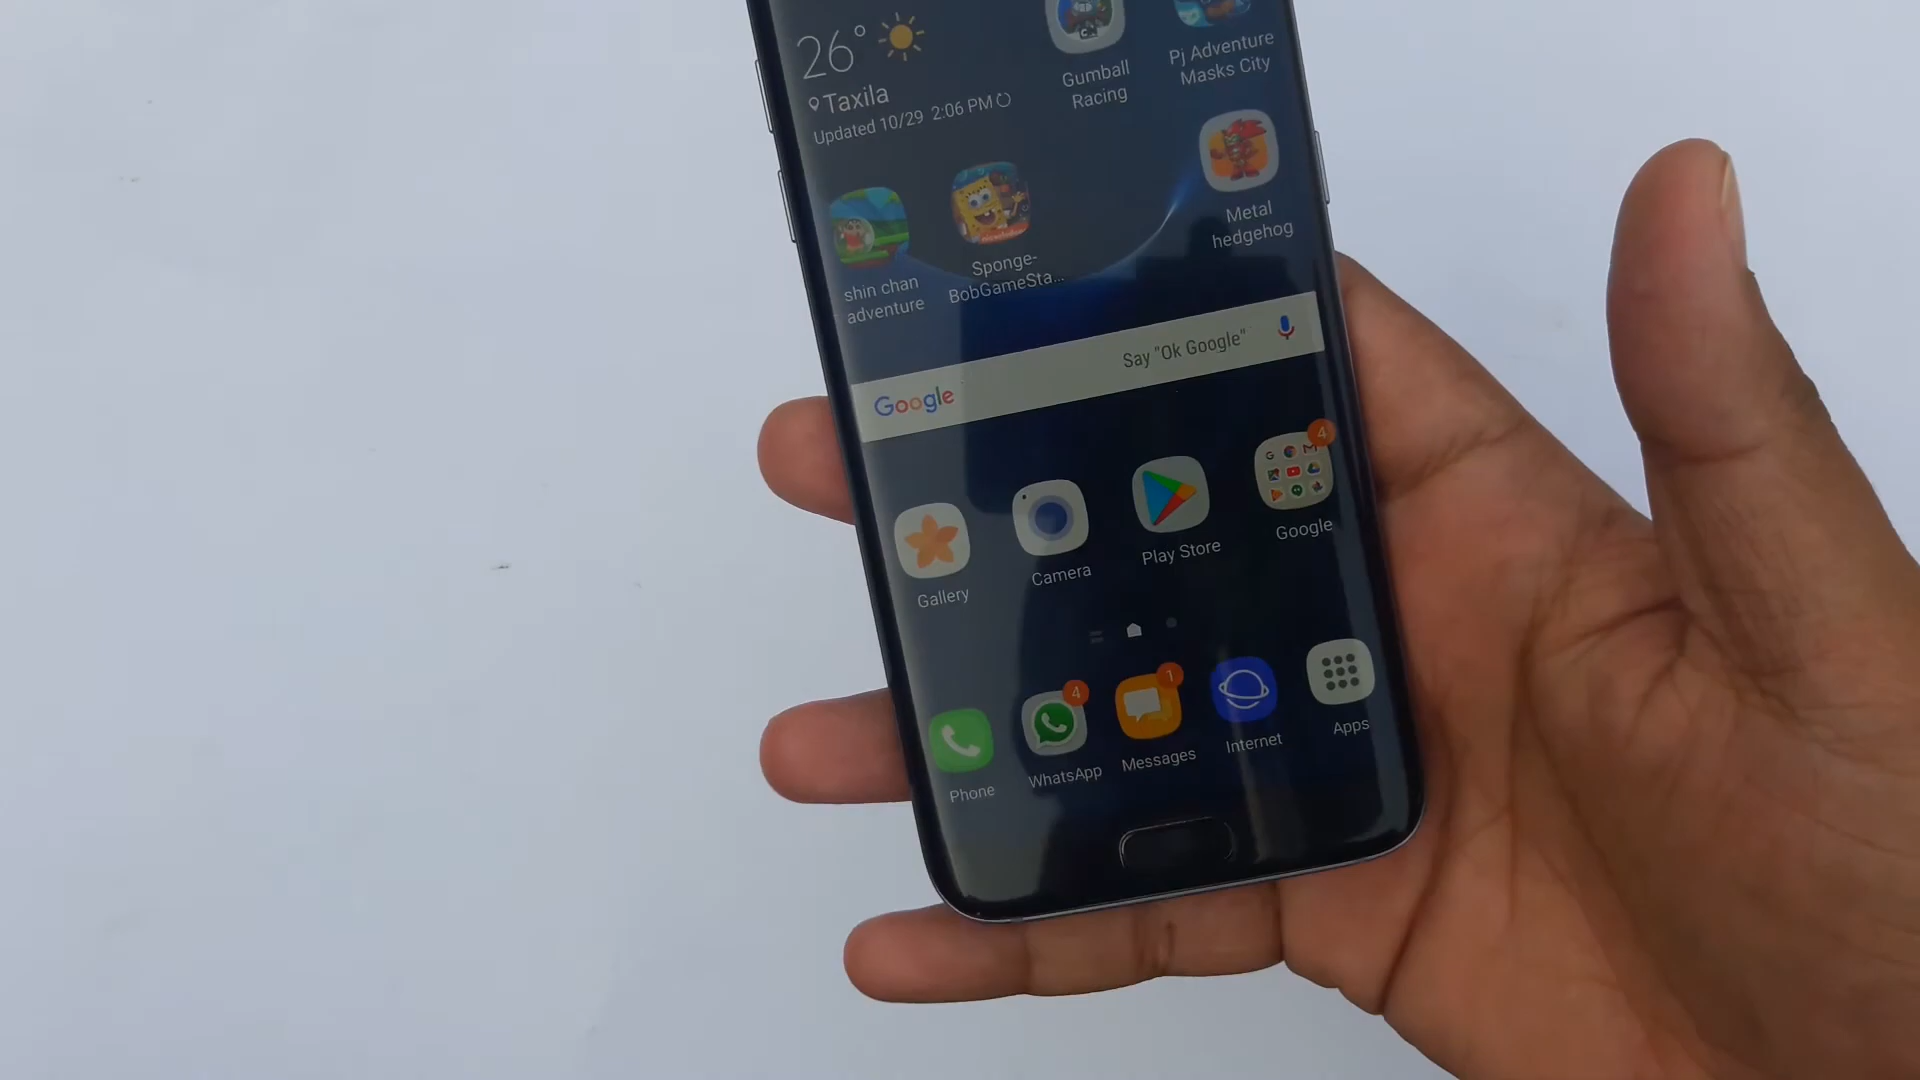 26°
Taxila
Updated 10/29 2:06 PM
Gumball
Racing
Pj Adventure
Masks City
shin chan
adventure
Sponge-
BobGameSta...
Metal
hedgehog
Google
Say "Ok Google"
4
Gallery
Camera
Play Store
Google
4
1
Phone
WhatsApp
Messages
Internet
Apps